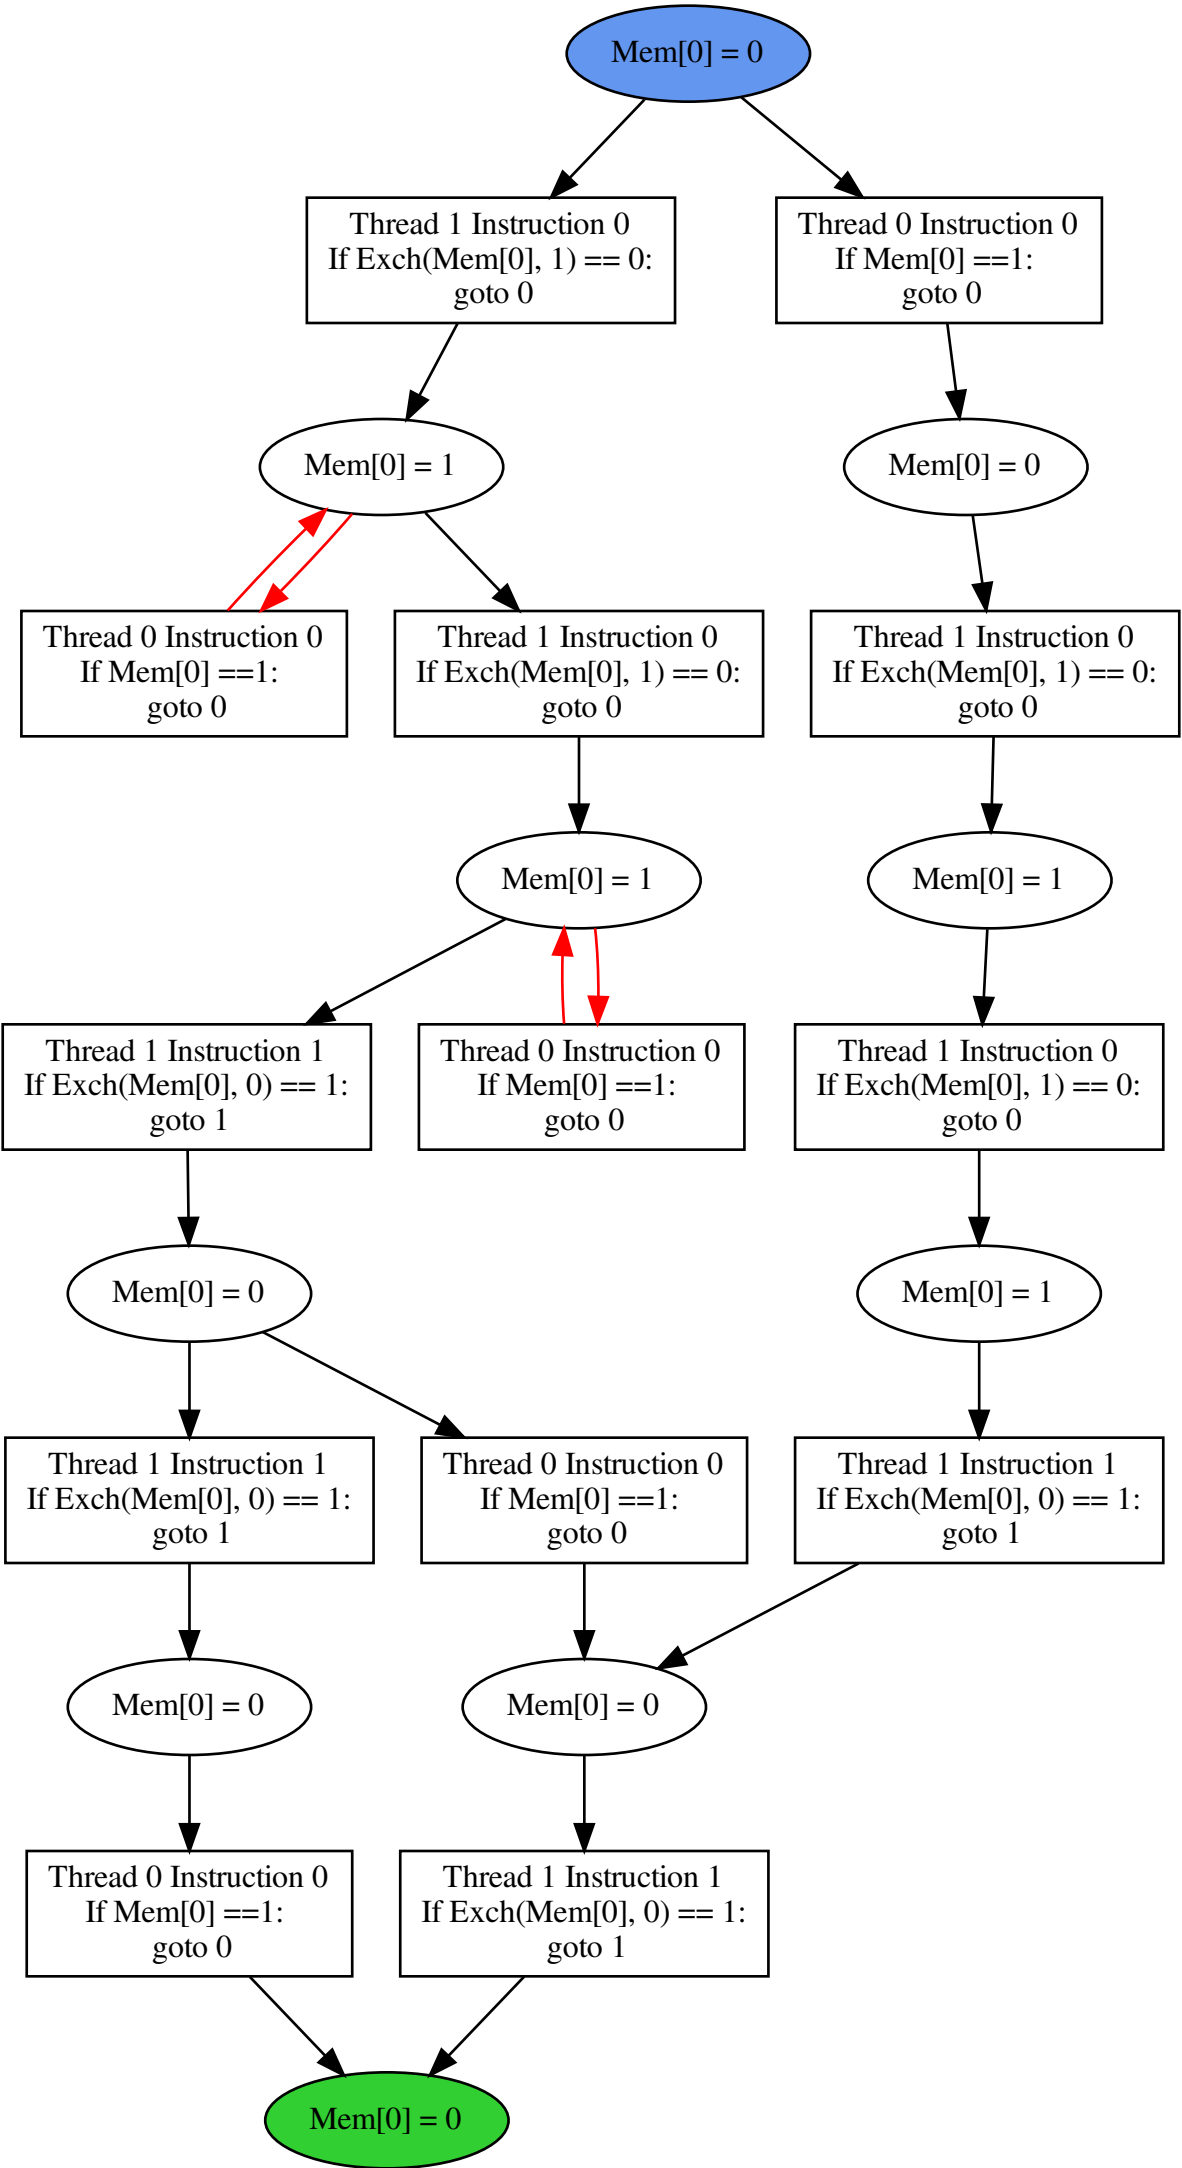 Mem[0] = 0
Thread 1 Instruction 0
If Exch(Mem[0], 1) == 0:
goto 0
Thread 0 Instruction 0
If Mem[0] ==1:
goto 0
Mem[0] = 1
Mem[0] = 0
Thread 0 Instruction 0
If Mem[0] ==1:
goto 0
Thread 1 Instruction 0
If Exch(Mem[0], 1) == 0:
goto 0
Thread 1 Instruction 0
If Exch(Mem[0], 1) == 0:
goto 0
Mem[0] = 1
Mem[0] = 1
Thread 1 Instruction 1
If Exch(Mem[0], 0) == 1:
goto 1
Thread 0 Instruction 0
If Mem[0] ==1:
goto 0
Thread 1 Instruction 0
If Exch(Mem[0], 1) == 0:
goto 0
Mem[0] = 0
Mem[0] = 1
Thread 1 Instruction 1
If Exch(Mem[0], 0) == 1:
goto 1
Thread 0 Instruction 0
If Mem[0] ==1:
goto 0
Thread 1 Instruction 1
If Exch(Mem[0], 0) == 1:
goto 1
Mem[0] = 0
Mem[0] = 0
Thread 0 Instruction 0
If Mem[0] ==1:
goto 0
Thread 1 Instruction 1
If Exch(Mem[0], 0) == 1:
goto 1
Mem[0] = 0